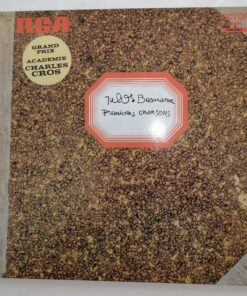 RCA
GRAND
PRIX
ACADEMIE
CHARLES
CROS
Julos Beaucarne
Premières CHANSONS